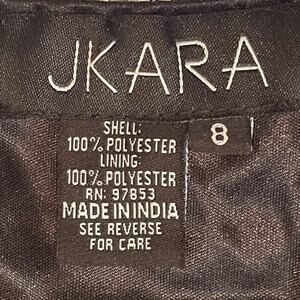 JKARA
SHELL:
100% POLYESTER
LINING:
100% POLYESTER
RN: 97853
MADE IN INDIA
SEE REVERSE
FOR CARE
8